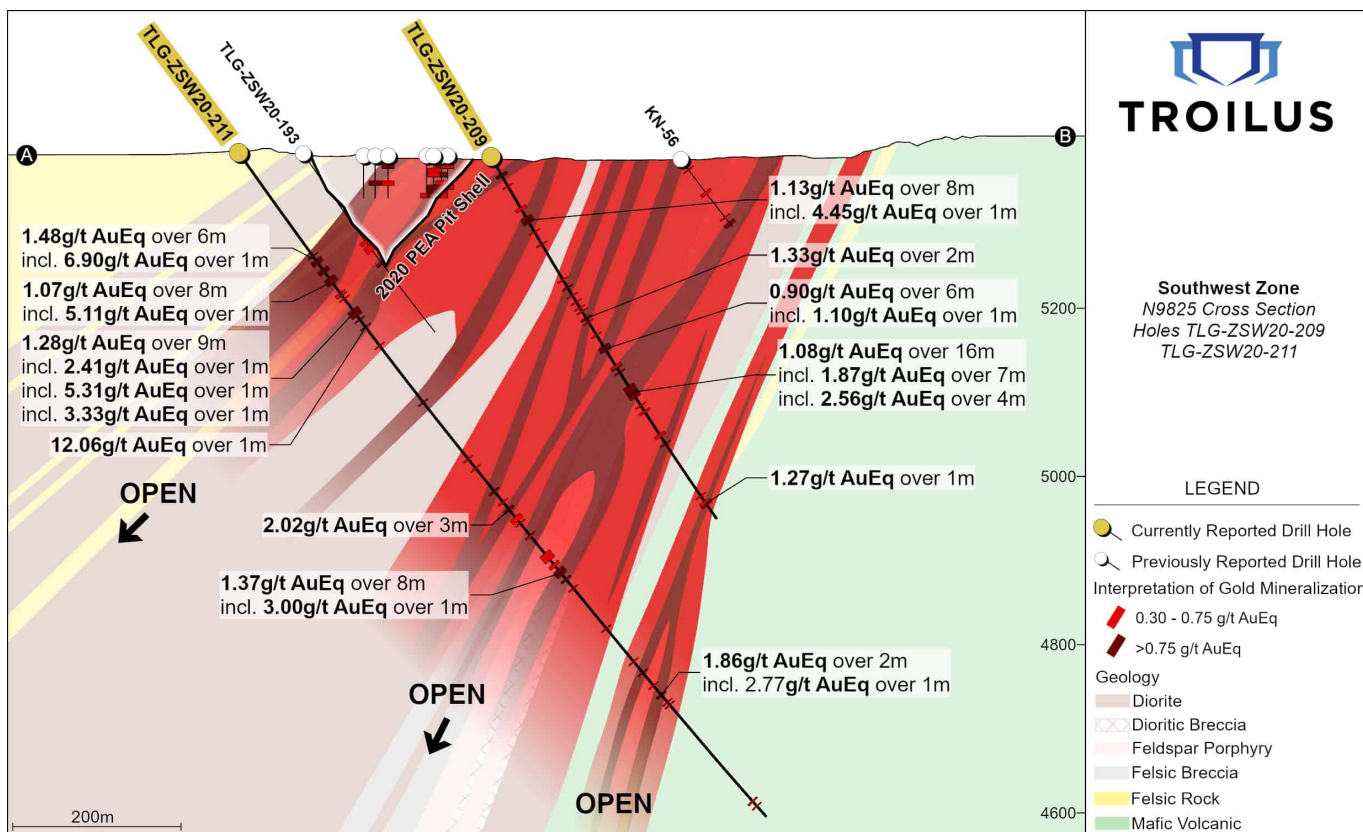 TLG-ZSW20-211
TLG-ZSW20-193
TLG-ZSW20-209
KN-56
A
B
2020 PEA Pit Shell
1.48g/t AuEq over 6m
incl. 6.90g/t AuEq over 1m
1.07g/t AuEq over 8m
incl. 5.11g/t AuEq over 1m
1.28g/t AuEq over 9m
incl. 2.41g/t AuEq over 1m
incl. 5.31g/t AuEq over 1m
incl. 3.33g/t AuEq over 1m
12.06g/t AuEq over 1m
OPEN
2.02g/t AuEq over 3m
1.37g/t AuEq over 8m
incl. 3.00g/t AuEq over 1m
OPEN
1.13g/t AuEq over 8m
incl. 4.45g/t AuEq over 1m
1.33g/t AuEq over 2m
0.90g/t AuEq over 6m
incl. 1.10g/t AuEq over 1m
1.08g/t AuEq over 16m
incl. 1.87g/t AuEq over 7m
incl. 2.56g/t AuEq over 4m
1.27g/t AuEq over 1m
1.86g/t AuEq over 2m
incl. 2.77g/t AuEq over 1m
OPEN
5200
5000
4800
4600
200m
TROILUS
Southwest Zone
N9825 Cross Section
Holes TLG-ZSW20-209
TLG-ZSW20-211
LEGEND
Currently Reported Drill Hole
Previously Reported Drill Hole
Interpretation of Gold Mineralization
0.30 - 0.75 g/t AuEq
>0.75 g/t AuEq
Geology
Diorite
Dioritic Breccia
Feldspar Porphyry
Felsic Breccia
Felsic Rock
Mafic Volcanic